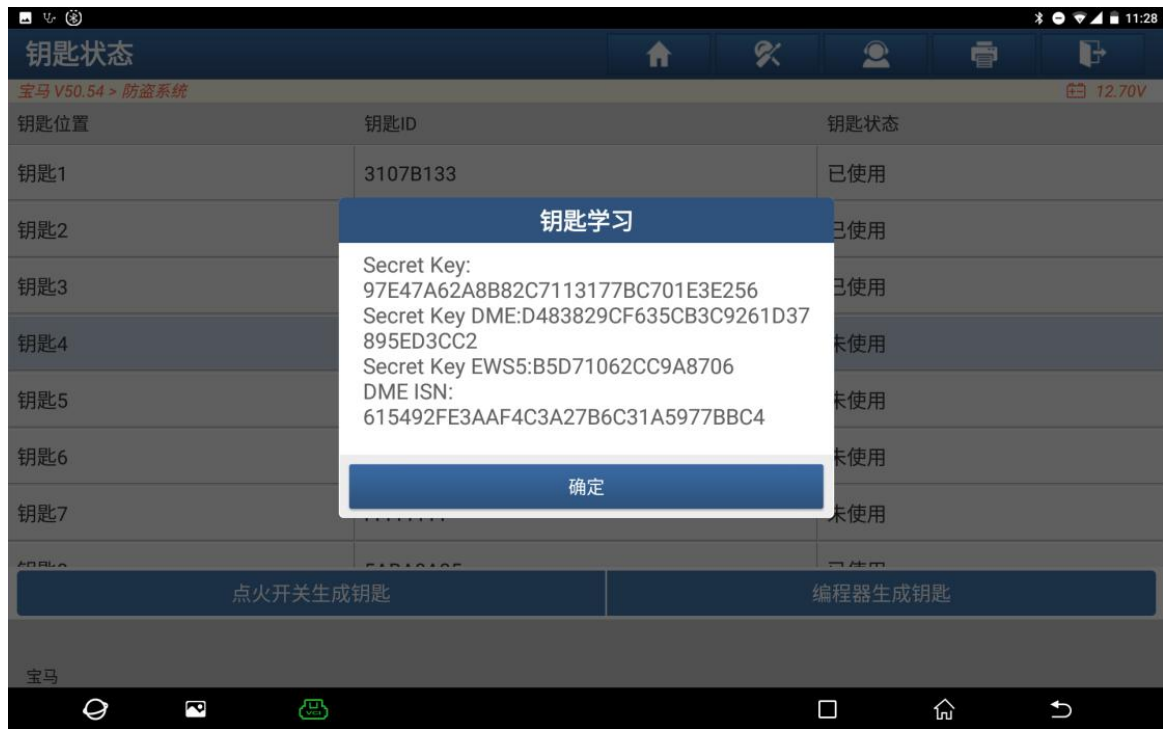 11:28
钥匙状态
宝马 V50.54 > 防盗系统 12.70V
钥匙位置 钥匙ID 钥匙状态
钥匙1 3107B133 已使用
钥匙2 已使用
钥匙3 已使用
钥匙4 未使用
钥匙5 未使用
钥匙6 未使用
钥匙7 未使用
钥匙学习
Secret Key:
97E47A62A8B82C7113177BC701E3E256
Secret Key DME:D483829CF635CB3C9261D37
895ED3CC2
Secret Key EWS5:B5D71062CC9A8706
DME ISN:
615492FE3AAF4C3A27B6C31A5977BBC4
确定
点火开关生成钥匙 编程器生成钥匙
宝马
VCI